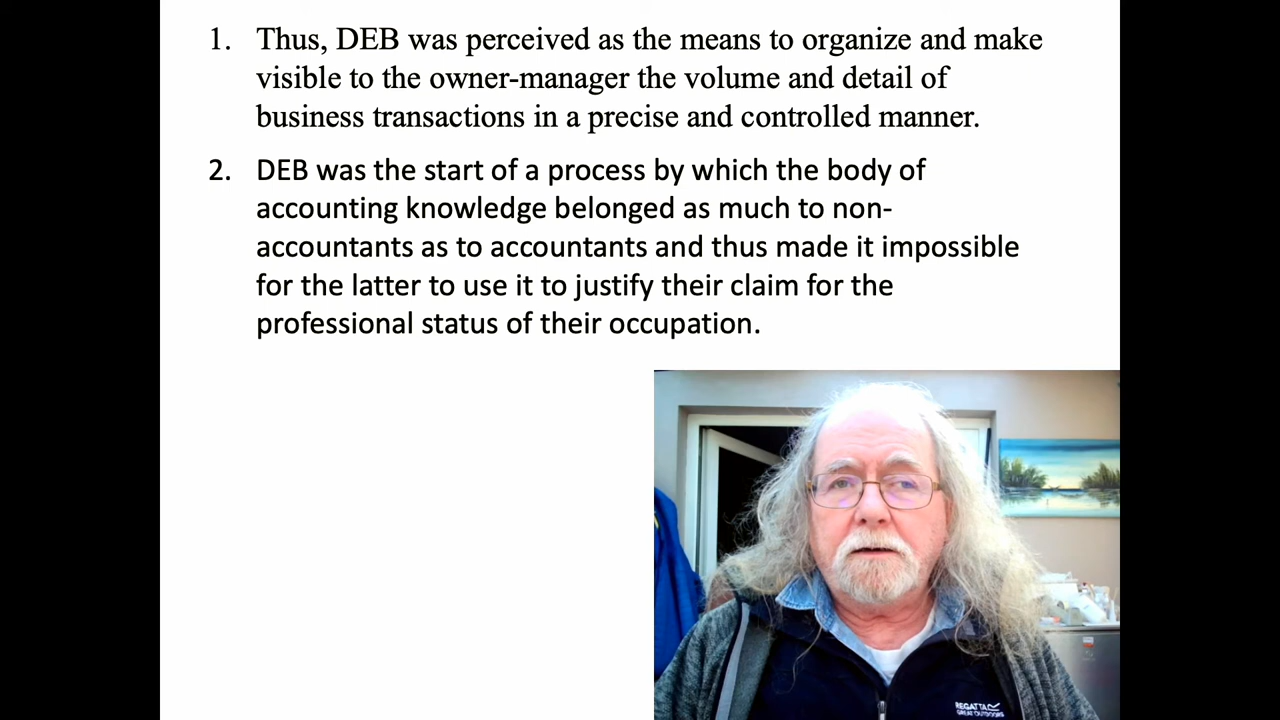 1. Thus, DEB was perceived as the means to organize and make
visible to the owner-manager the volume and detail of
business transactions in a precise and controlled manner.
2. DEB was the start of a process by which the body of
accounting knowledge belonged as much to non-
accountants as to accountants and thus made it impossible
for the latter to use it to justify their claim for the
professional status of their occupation.
REGATTA
GREAT OUTDOORS